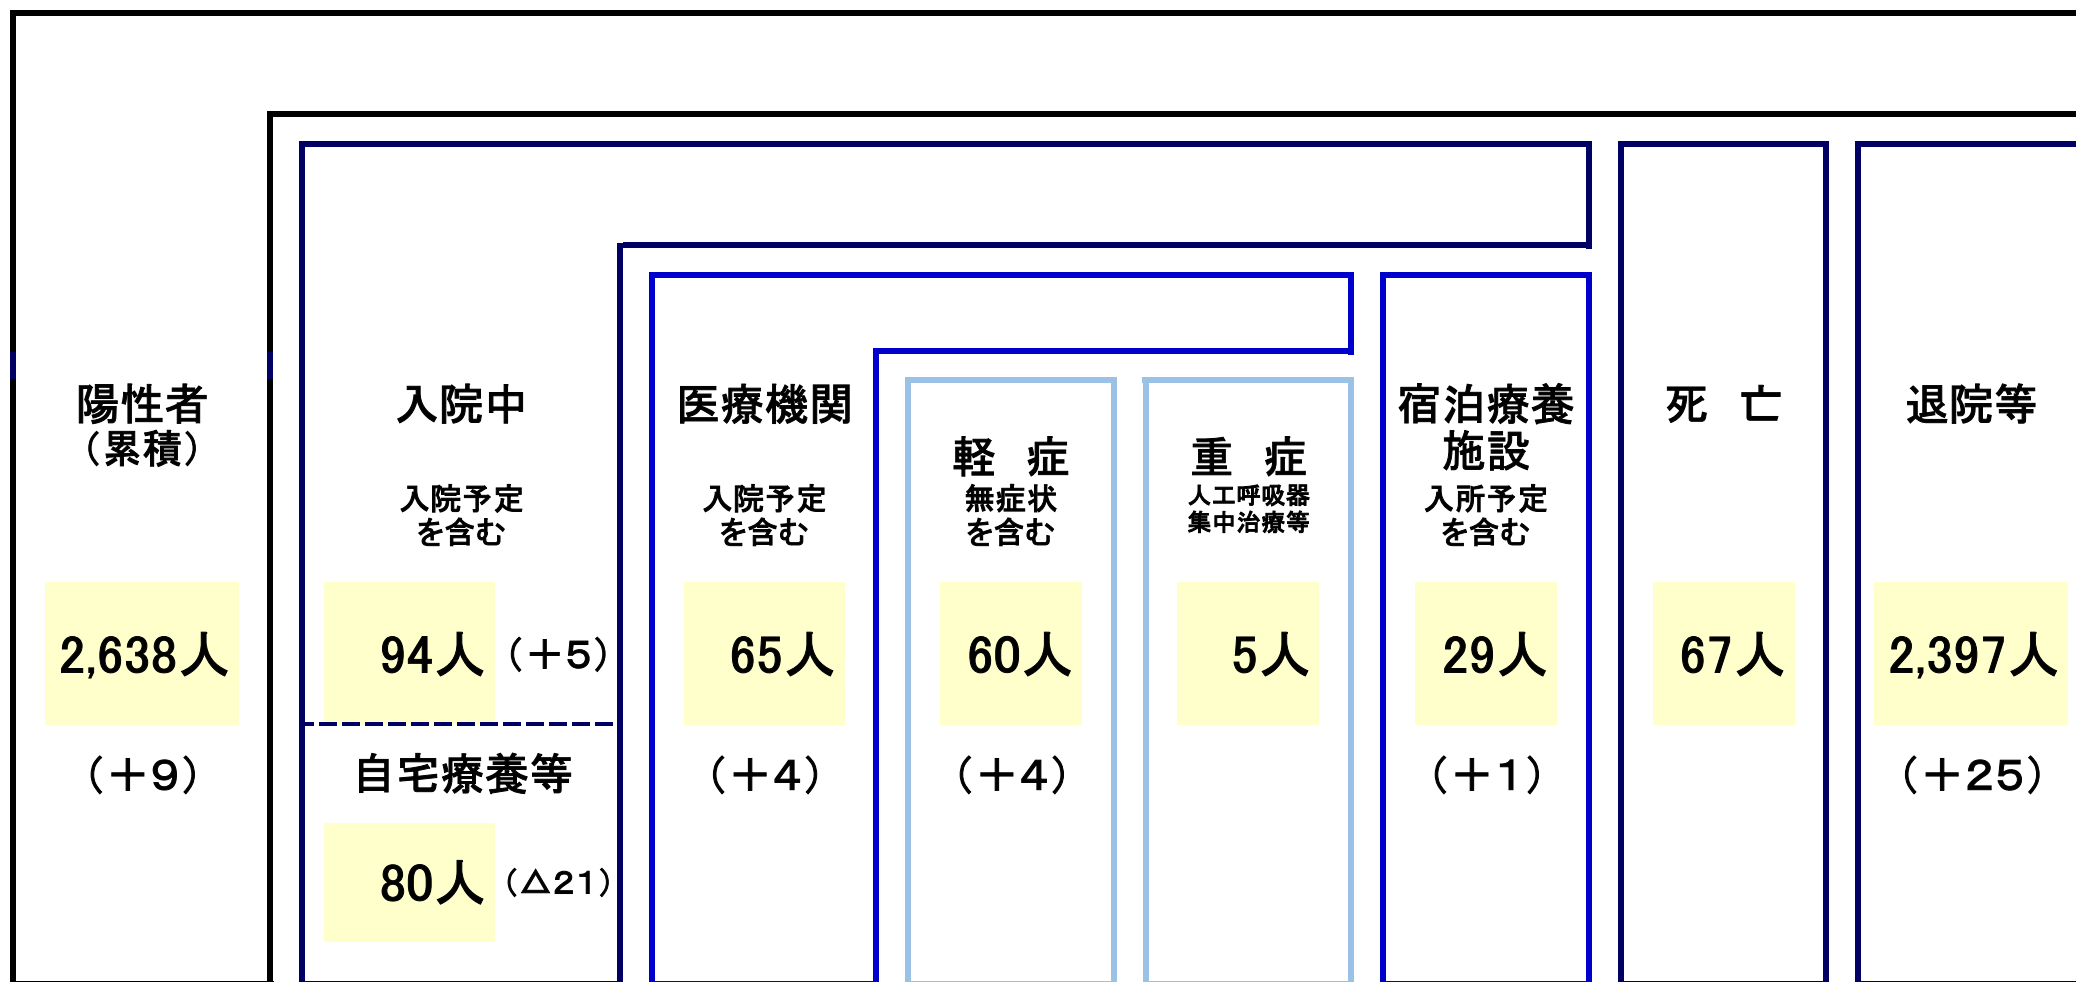 陽性者
（累積）
2,638人
（＋９）
入院中
入院予定
を含む
94人（＋５）
自宅療養等
80人（△２１）
医療機関
入院予定
を含む
65人
（＋４）
軽　症
無症状
を含む
60人
（＋４）
重　症
人工呼吸器
集中治療等
5人
宿泊療養
施設
入所予定
を含む
29人
（＋１）
死　亡
67人
退院等
2,397人
（＋２５）